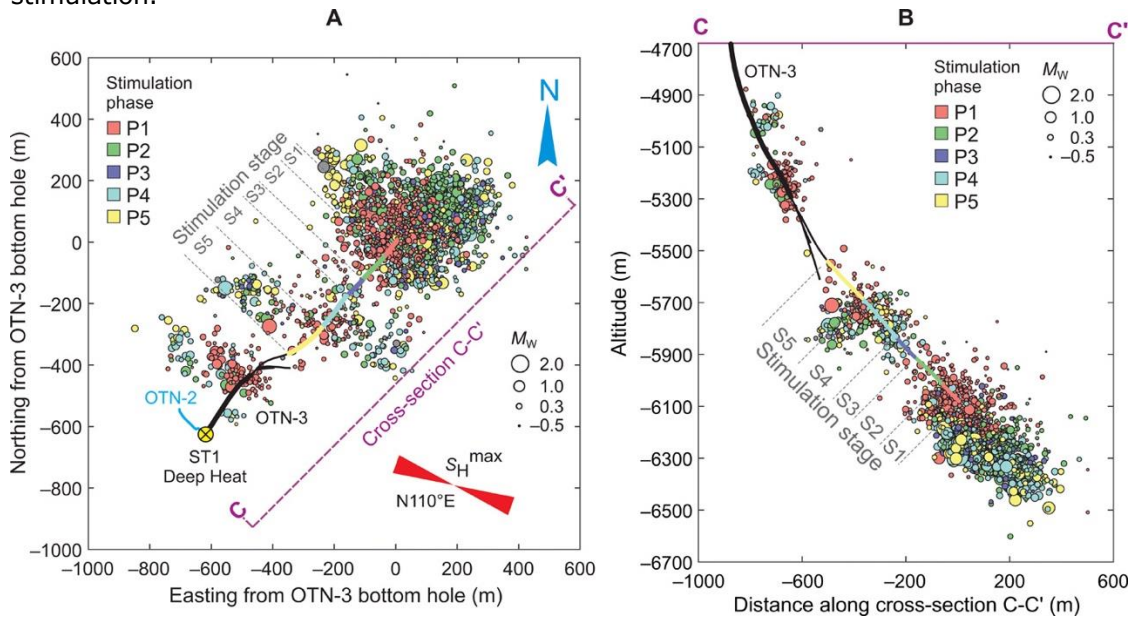 stimulation.
A
600
400
200
0
−200
−400
−600
−800
−1000
Northing from OTN-3 bottom hole (m)
Stimulation
phase
P1
P2
P3
P4
P5
N
Stimulation stage
S5
S4
S3
S2
S1
C'
Cross-section C-C'
C
OTN-2
OTN-3
ST1
Deep Heat
MW
2.0
1.0
0.3
−0.5
SHmax
N110°E
−1000
−800
−600
−400
−200
0
200
400
600
Easting from OTN-3 bottom hole (m)
B
C
C'
−4700
−4900
−5100
−5300
−5500
−5700
−5900
−6100
−6300
−6500
−6700
Altitude (m)
OTN-3
Stimulation
phase
P1
P2
P3
P4
P5
MW
2.0
1.0
0.3
−0.5
S5
S4
S3
S2
S1
Stimulation stage
−1000
−600
−200
200
600
Distance along cross-section C-C' (m)